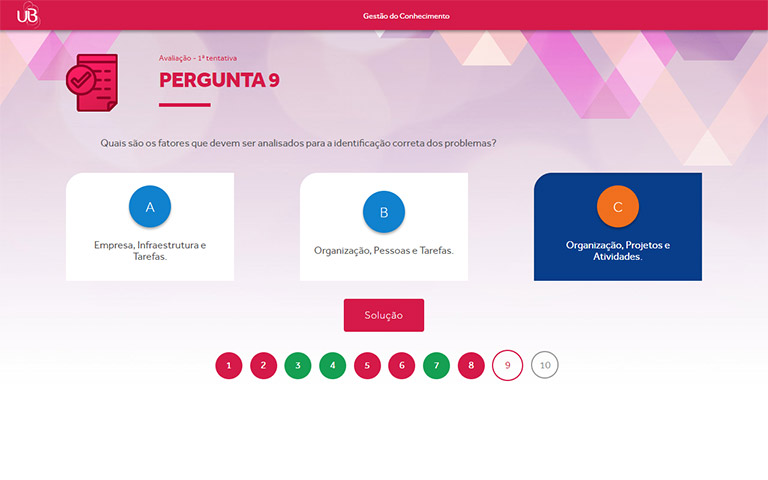 UB
Gestão do Conhecimento
Avaliação - 1ª tentativa
PERGUNTA 9
Quais são os fatores que devem ser analisados para a identificação correta dos problemas?
A
Empresa, Infraestrutura e
Tarefas.
B
Organização, Pessoas e Tarefas.
C
Organização, Projetos e
Atividades.
Solução
1 2 3 4 5 6 7 8 9 10